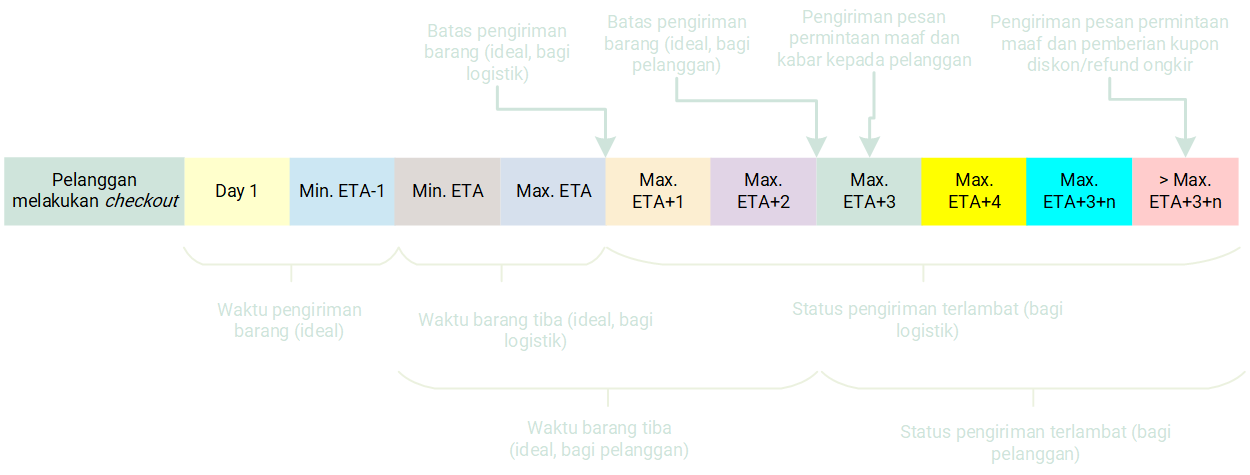 Batas pengiriman
barang (ideal, bagi
logistik)
Batas pengiriman
barang (ideal, bagi
pelanggan)
Pengiriman pesan
permintaan maaf dan
kabar kepada pelanggan
Pengiriman pesan permintaan
maaf dan pemberian kupon
diskon/refund ongkir
Pelanggan
melakukan checkout
Day 1
Min. ETA-1
Min. ETA
Max. ETA
Max.
ETA+1
Max.
ETA+2
Max.
ETA+3
Max.
ETA+4
Max.
ETA+3+n
> Max.
ETA+3+n
Waktu pengiriman
barang (ideal)
Waktu barang tiba (ideal, bagi
logistik)
Status pengiriman terlambat (bagi
logistik)
Waktu barang tiba
(ideal, bagi pelanggan)
Status pengiriman terlambat (bagi
pelanggan)